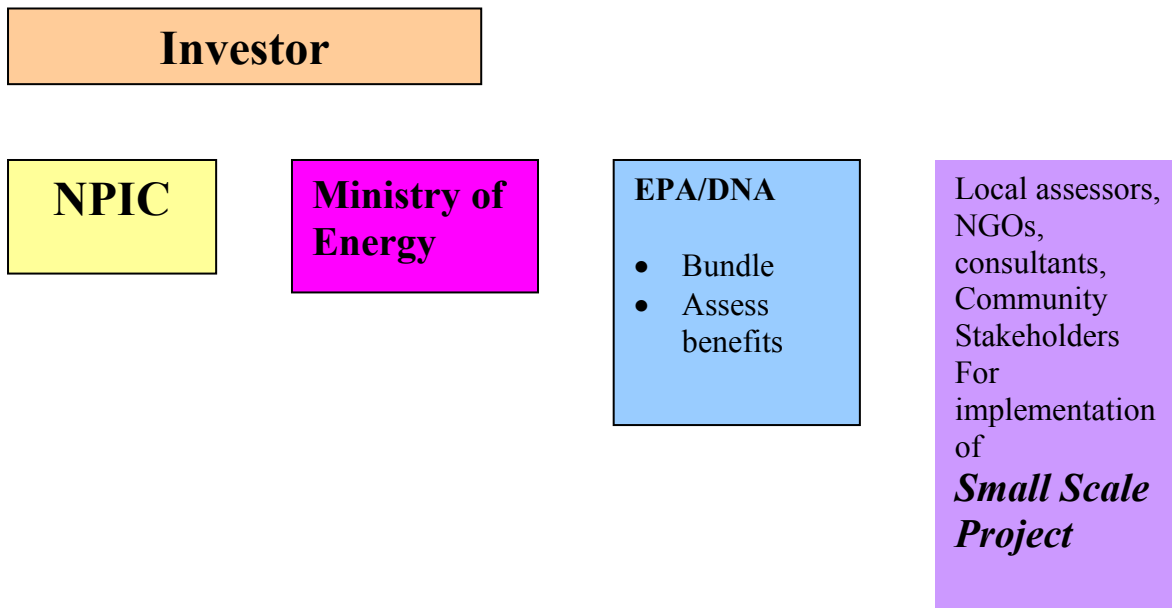 Investor
NPIC
Ministry of
Energy
EPA/DNA
• Bundle
• Assess
benefits
Local assessors,
NGOs,
consultants,
Community
Stakeholders
For
implementation
of
Small Scale
Project